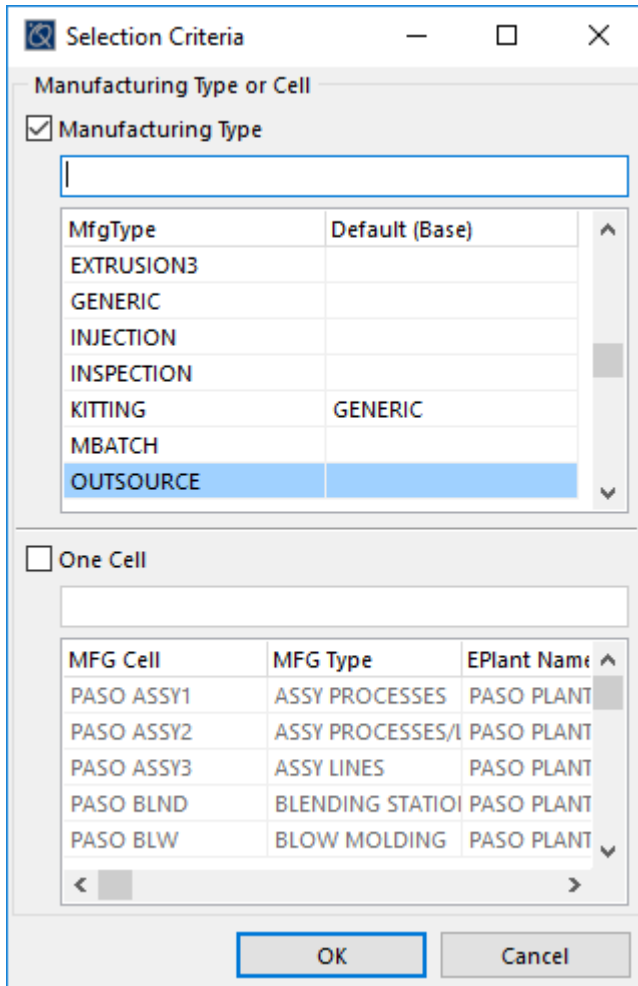 Selection Criteria
Manufacturing Type or Cell
Manufacturing Type
MfgType Default (Base)
EXTRUSION3
GENERIC
INJECTION
INSPECTION
KITTING GENERIC
MBATCH
OUTSOURCE
One Cell
MFG Cell MFG Type EPlant Name
PASO ASSY1 ASSY PROCESSES PASO PLANT
PASO ASSY2 ASSY PROCESSES/L PASO PLANT
PASO ASSY3 ASSY LINES PASO PLANT
PASO BLND BLENDING STATIO PASO PLANT
PASO BLW BLOW MOLDING PASO PLANT
OK Cancel